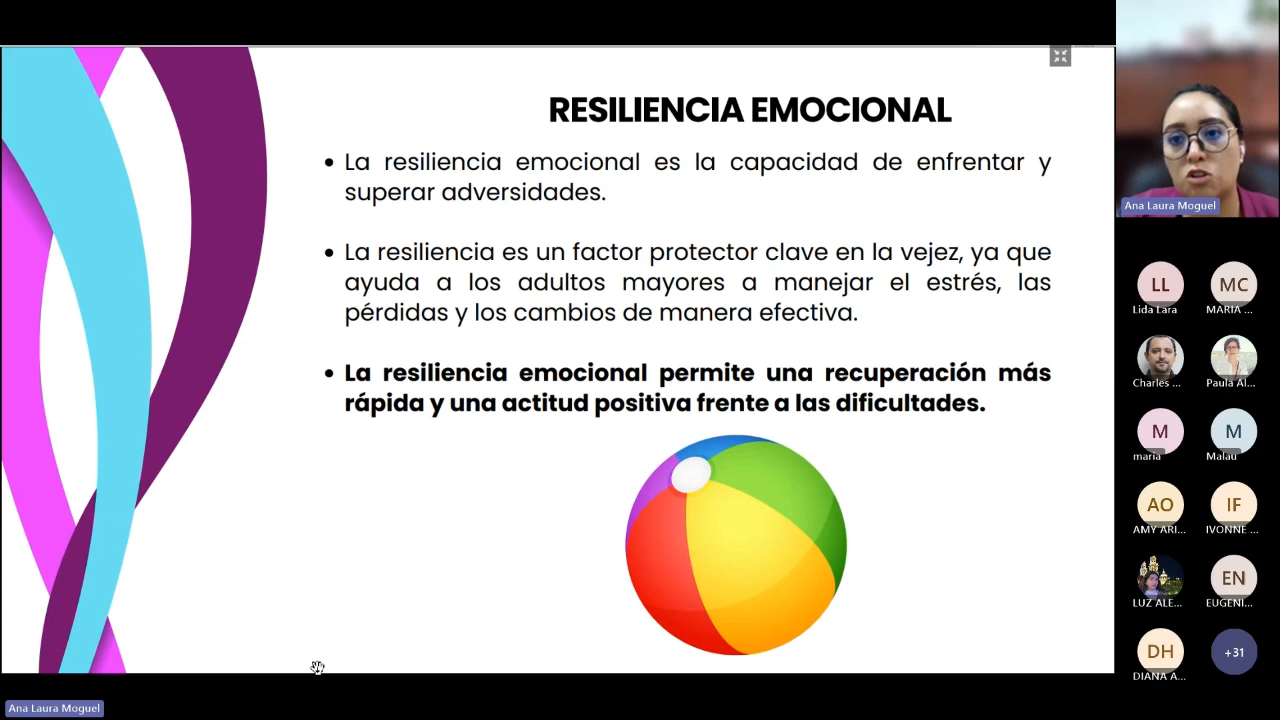 RESILIENCIA EMOCIONAL
• La resiliencia emocional es la capacidad de enfrentar y
superar adversidades.
• La resiliencia es un factor protector clave en la vejez, ya que
ayuda a los adultos mayores a manejar el estrés, las
pérdidas y los cambios de manera efectiva.
• La resiliencia emocional permite una recuperación más
rápida y una actitud positiva frente a las dificultades.
Ana Laura Moguel
LL
MC
Lida Lara
MARIA ...
Charles ...
Paula Al...
M
M
maria
Malau
AO
IF
AMY ARI...
IVONNE ...
EN
LUZ ALE...
EUGENI...
DH
+31
DIANA A...
Ana Laura Moguel